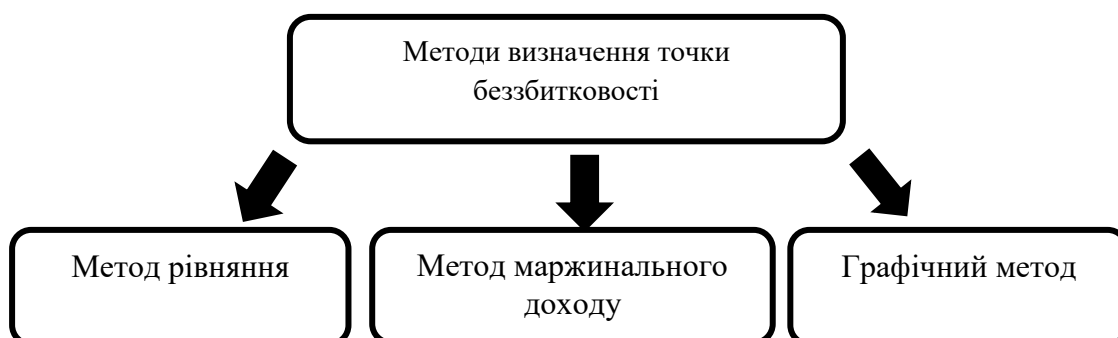 Методи визначення точки
беззбитковості
Метод рівняння
Метод маржинального
доходу
Графічний метод